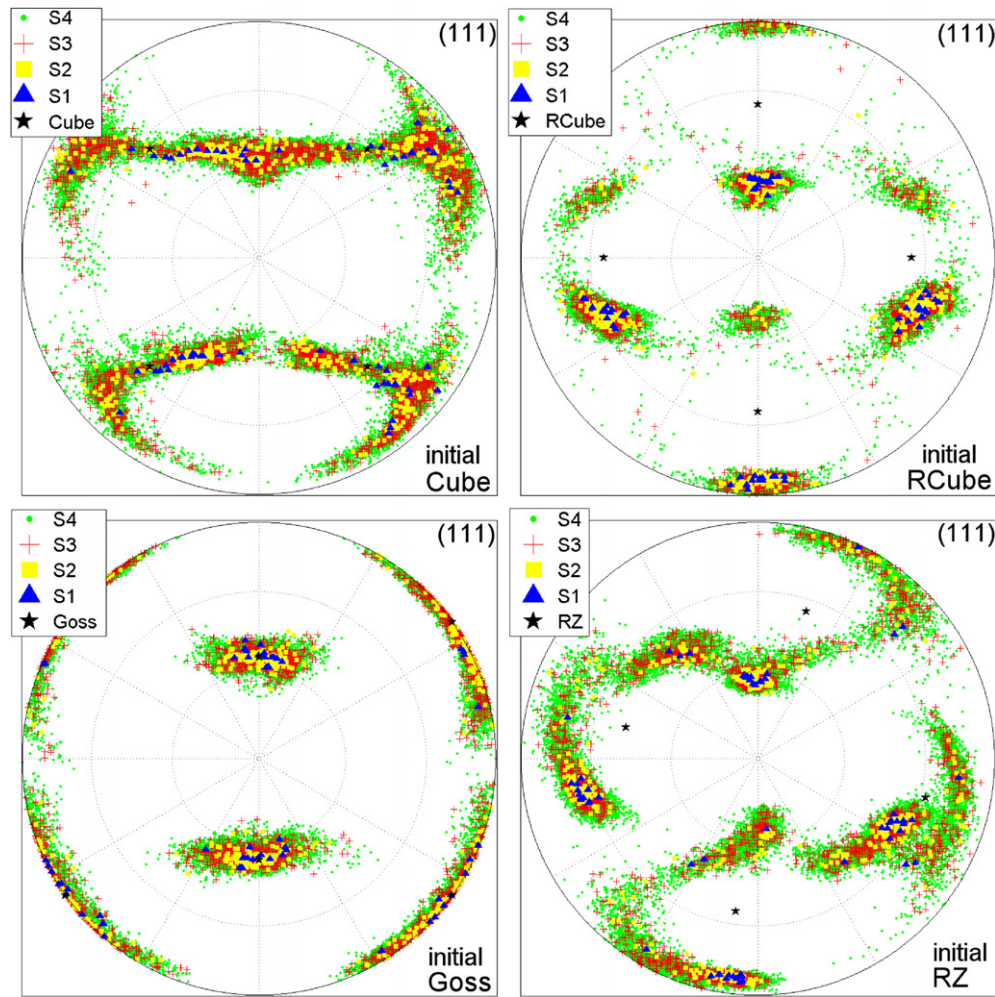 S4
S3
S2
S1
Cube
(111)
initial
Cube
S4
S3
S2
S1
RCube
(111)
initial
RCube
S4
S3
S2
S1
Goss
(111)
initial
Goss
S4
S3
S2
S1
RZ
(111)
initial
RZ